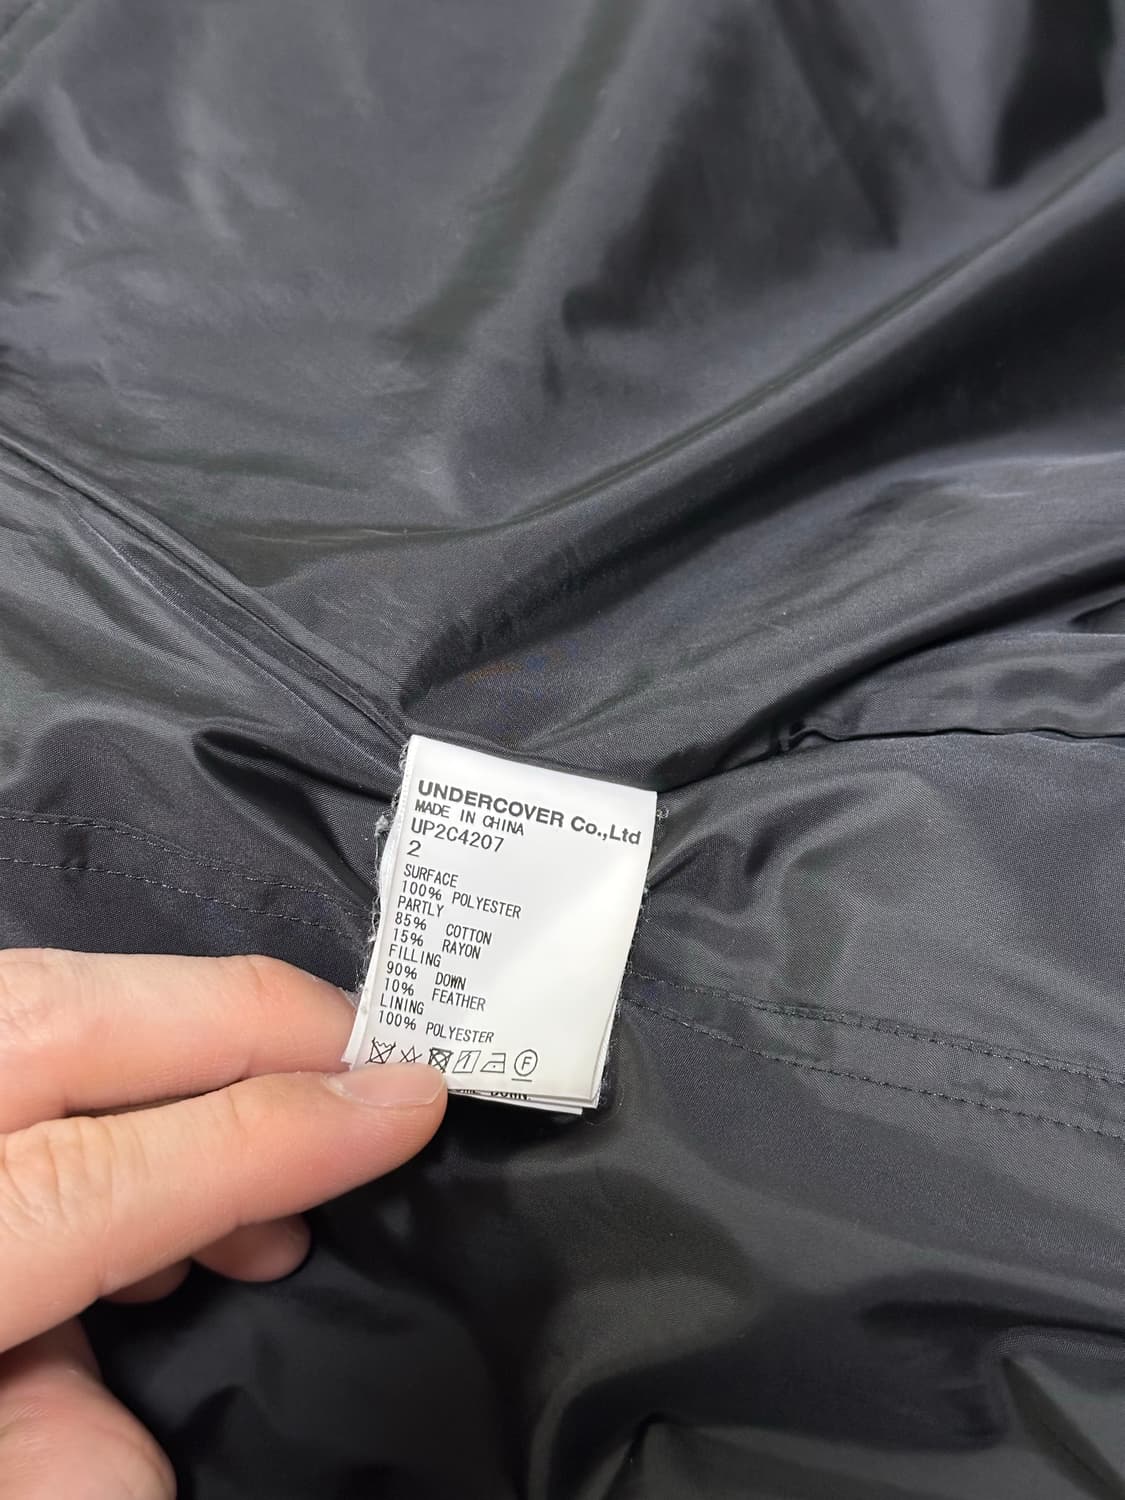 UNDERCOVER Co.,Ltd
MADE IN CHINA
UP2C4207
2
SURFACE
100% POLYESTER
PARTLY
85% COTTON
15% RAYON
FILLING
90% DOWN
10% FEATHER
LINING
100% POLYESTER
F